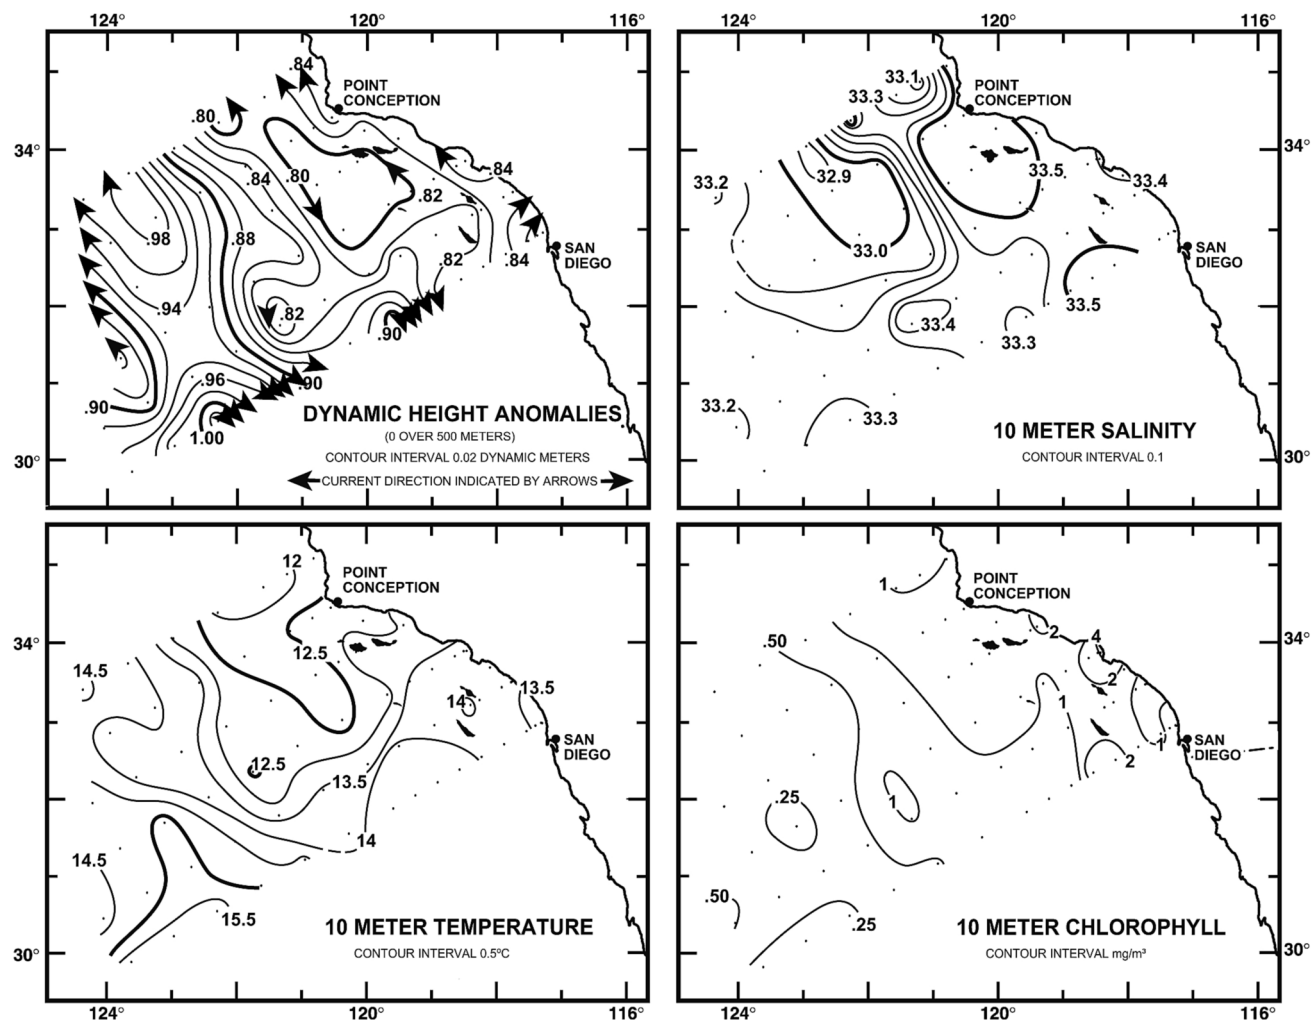 124° 120° 116° 124° 120° 116°
.84
POINT
CONCEPTION
.80
34°
.84
.80
.84
.82
.98
.88
SAN
DIEGO
.82
.84
.94
.82
.90
.96
.90
.90
1.00
DYNAMIC HEIGHT ANOMALIES
(0 OVER 500 METERS)
CONTOUR INTERVAL 0.02 DYNAMIC METERS
CURRENT DIRECTION INDICATED BY ARROWS
30°
33.1
33.3
POINT
CONCEPTION
34°
33.2
32.9
33.5
33.4
33.0
SAN
DIEGO
33.5
33.4
33.3
33.2
33.3
10 METER SALINITY
CONTOUR INTERVAL 0.1
30°
12
POINT
CONCEPTION
34°
12.5
14.5
14
13.5
SAN
DIEGO
12.5
13.5
14
14.5
15.5
10 METER TEMPERATURE
CONTOUR INTERVAL 0.5°C
30°
124° 120° 116°
1
POINT
CONCEPTION
34°
.50
2
4
2
1
1
SAN
DIEGO
2
.25
1
.50
.25
10 METER CHLOROPHYLL
CONTOUR INTERVAL mg/m³
30°
124° 120° 116°